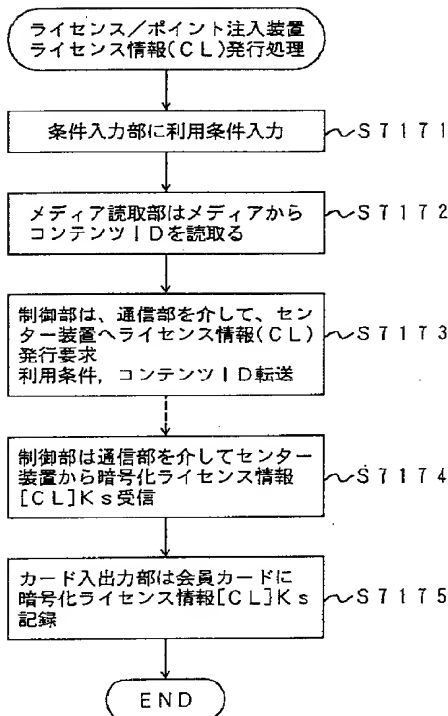 ライセンス/ポイント注入装置
ライセンス情報(CL)発行処理
条件入力部に利用条件入力
S7171
メディア読取部はメディアから
コンテンツIDを読取る
S7172
制御部は、通信部を介して、セン
ター装置へライセンス情報(CL)
発行要求
利用条件,コンテンツID転送
S7173
制御部は通信部を介してセンター
装置から暗号化ライセンス情報
[CL]Ks受信
S7174
カード入出力部は会員カードに
暗号化ライセンス情報[CL]Ks
記録
S7175
END